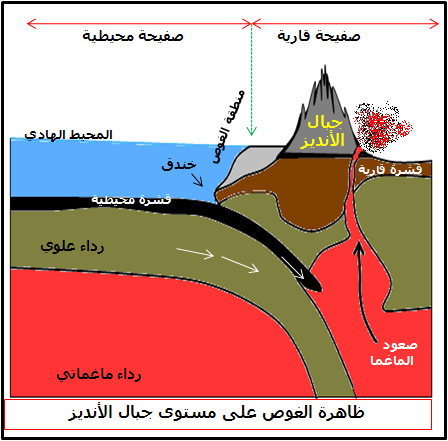 صفيحة قارية
صفيحة محيطية
منطقة الغوص
جبال
الأنديز
المحيط الهادي
خندق
قشرة قارية
قشرة محيطية
رداء علوي
صعود
الماغما
رداء ماغماتي
ظاهرة الغوص على مستوى جبال الأنديز